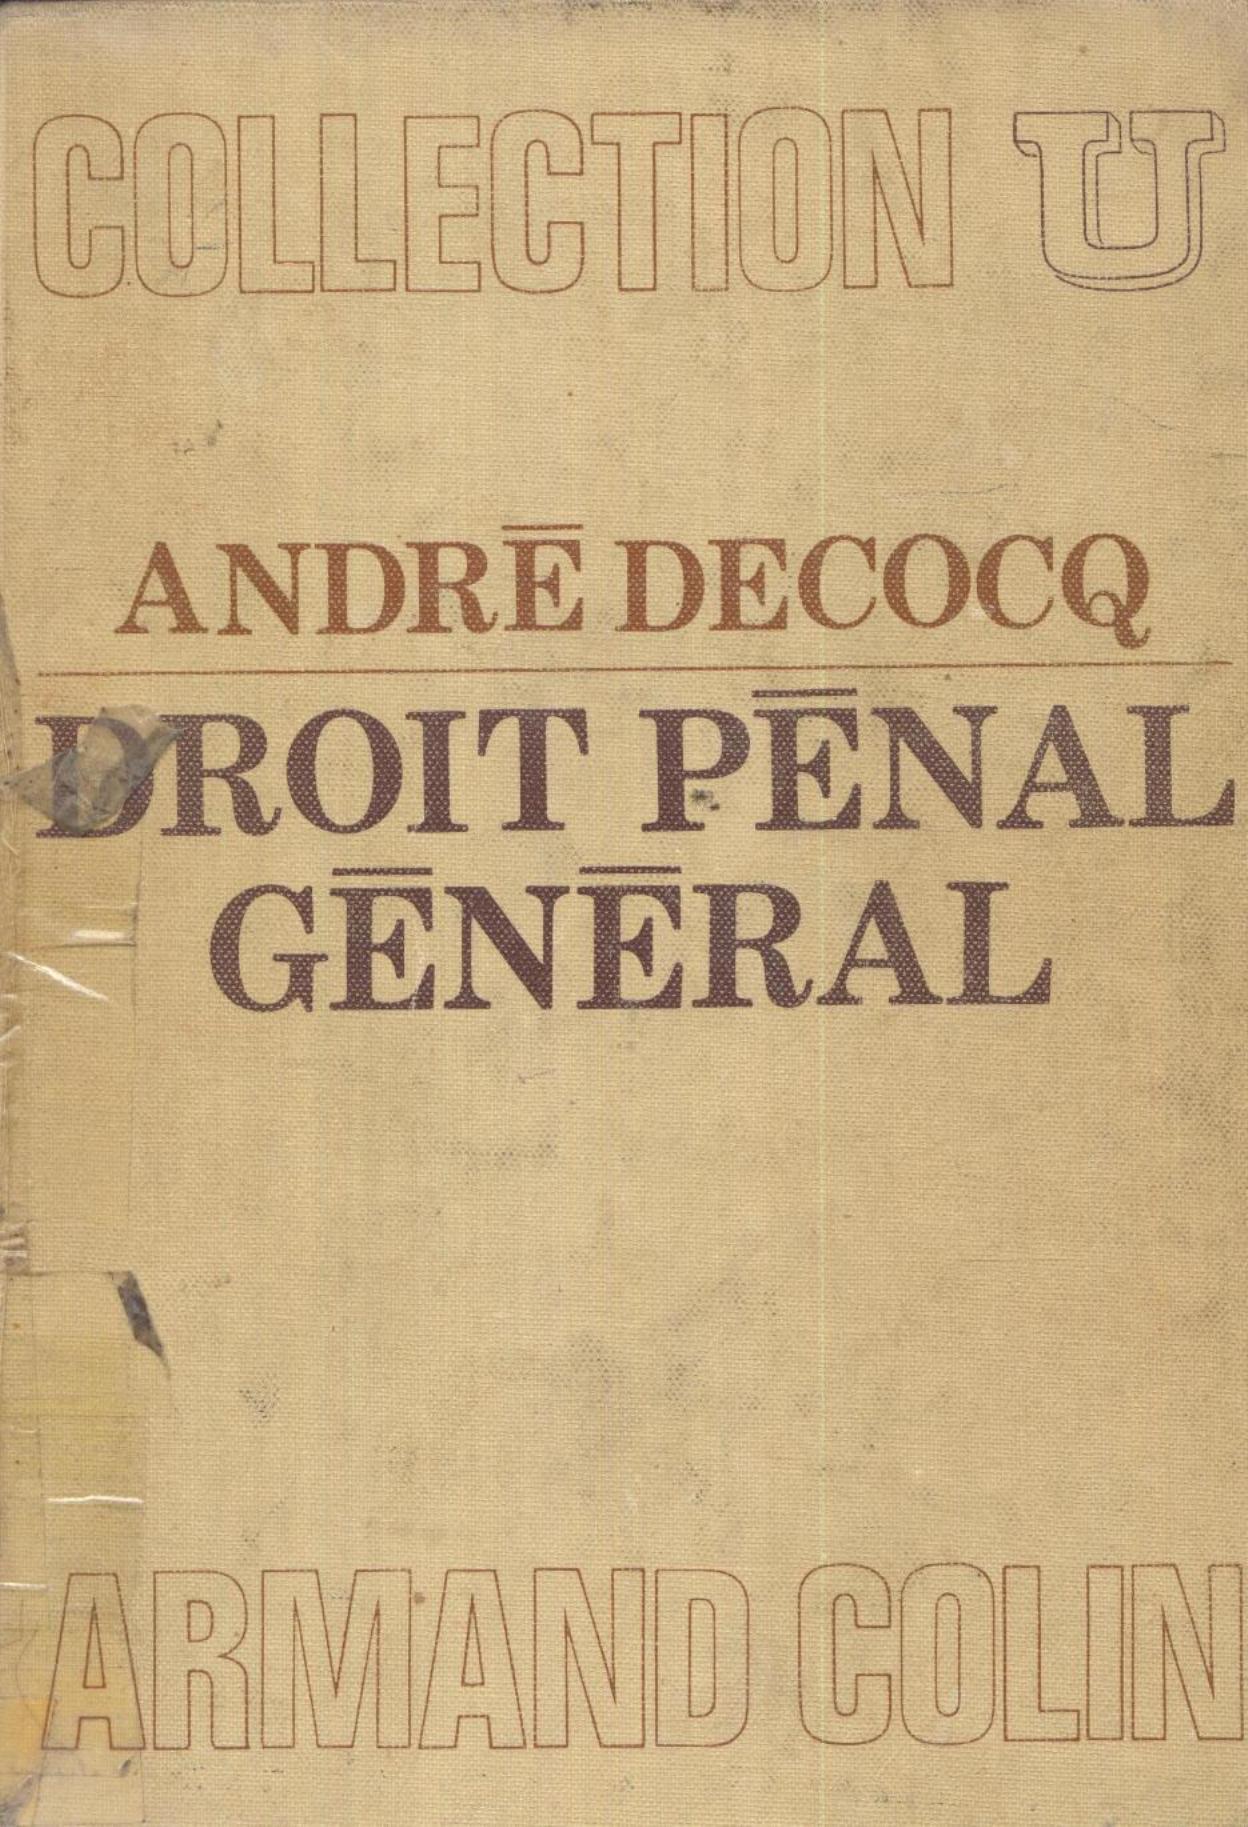 COLLECTION U
ANDRÉ DECOCQ
DROIT PÉNAL
GÉNÉRAL
ARMAND COLIN